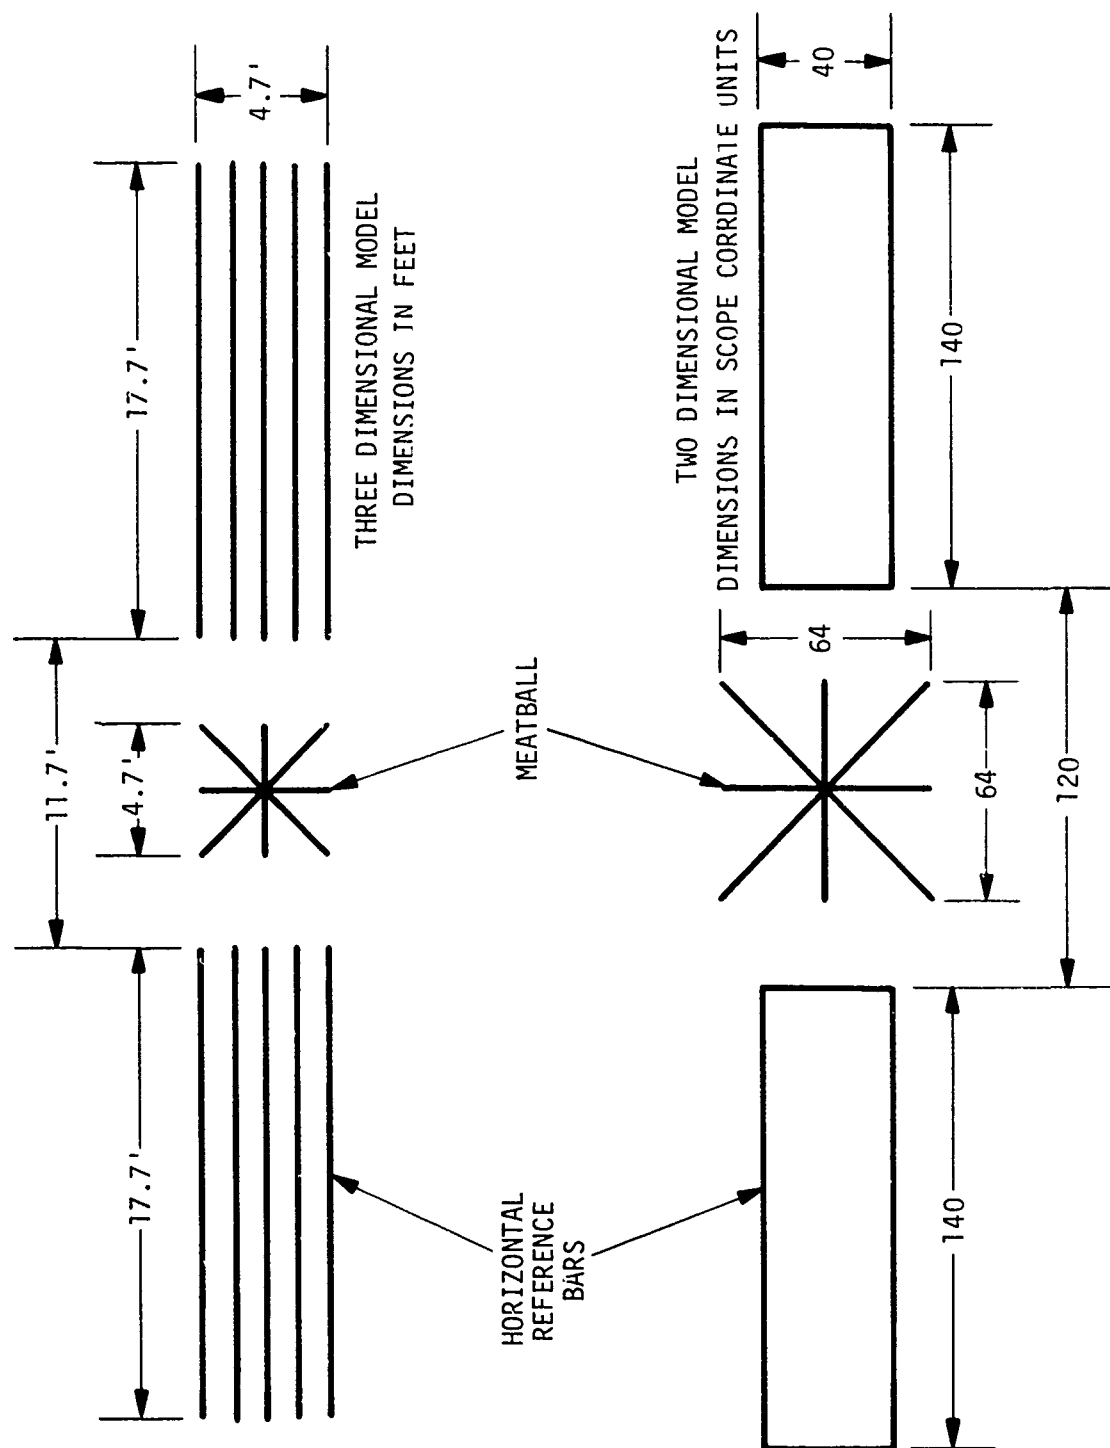 17.7'
11.7'
4.7'
17.7'
4.7'
THREE DIMENSIONAL MODEL
DIMENSIONS IN FEET
HORIZONTAL
REFERENCE
BARS
MEATBALL
TWO DIMENSIONAL MODEL
DIMENSIONS IN SCOPE CORRDINATE UNITS
64
40
140
64
140
120